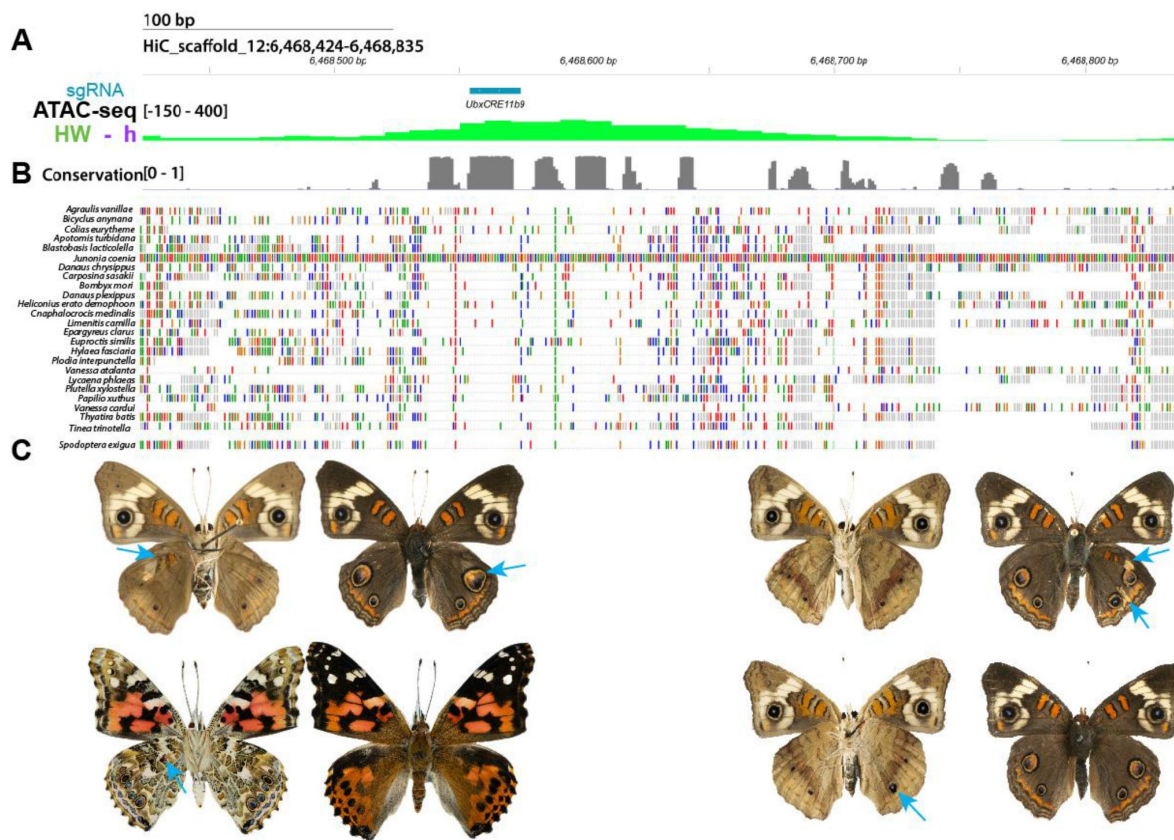 100 bp
A
HiC_scaffold_12:6,468,424-6,468,835
6,468,500 bp 6,468,600 bp 6,468,700 bp 6,468,800 bp
sgRNA
UbxCRE11b9
ATAC-seq [-150 - 400]
HW - h
B
Conservation[0 - 1]
Agraulis vanillae
Bicyclus anynana
Colias eurytheme
Apotomis turbidana
Blastobasis lacticolella
Junonia coenia
Danaus chrysippus
Carposina sasakii
Bombyx mori
Danaus plexippus
Heliconius erato demophoon
Cnaphalocrocis medinalis
Limenitis camilla
Epargyreus clarus
Euproctis similis
Hylaea fasciaria
Plodia interpunctella
Vanessa atalanta
Lycaena phlaeas
Plutella xylostella
Papilio xuthus
Vanessa cardui
Thyatira batis
Tinea trinotella
Spodoptera exigua
C